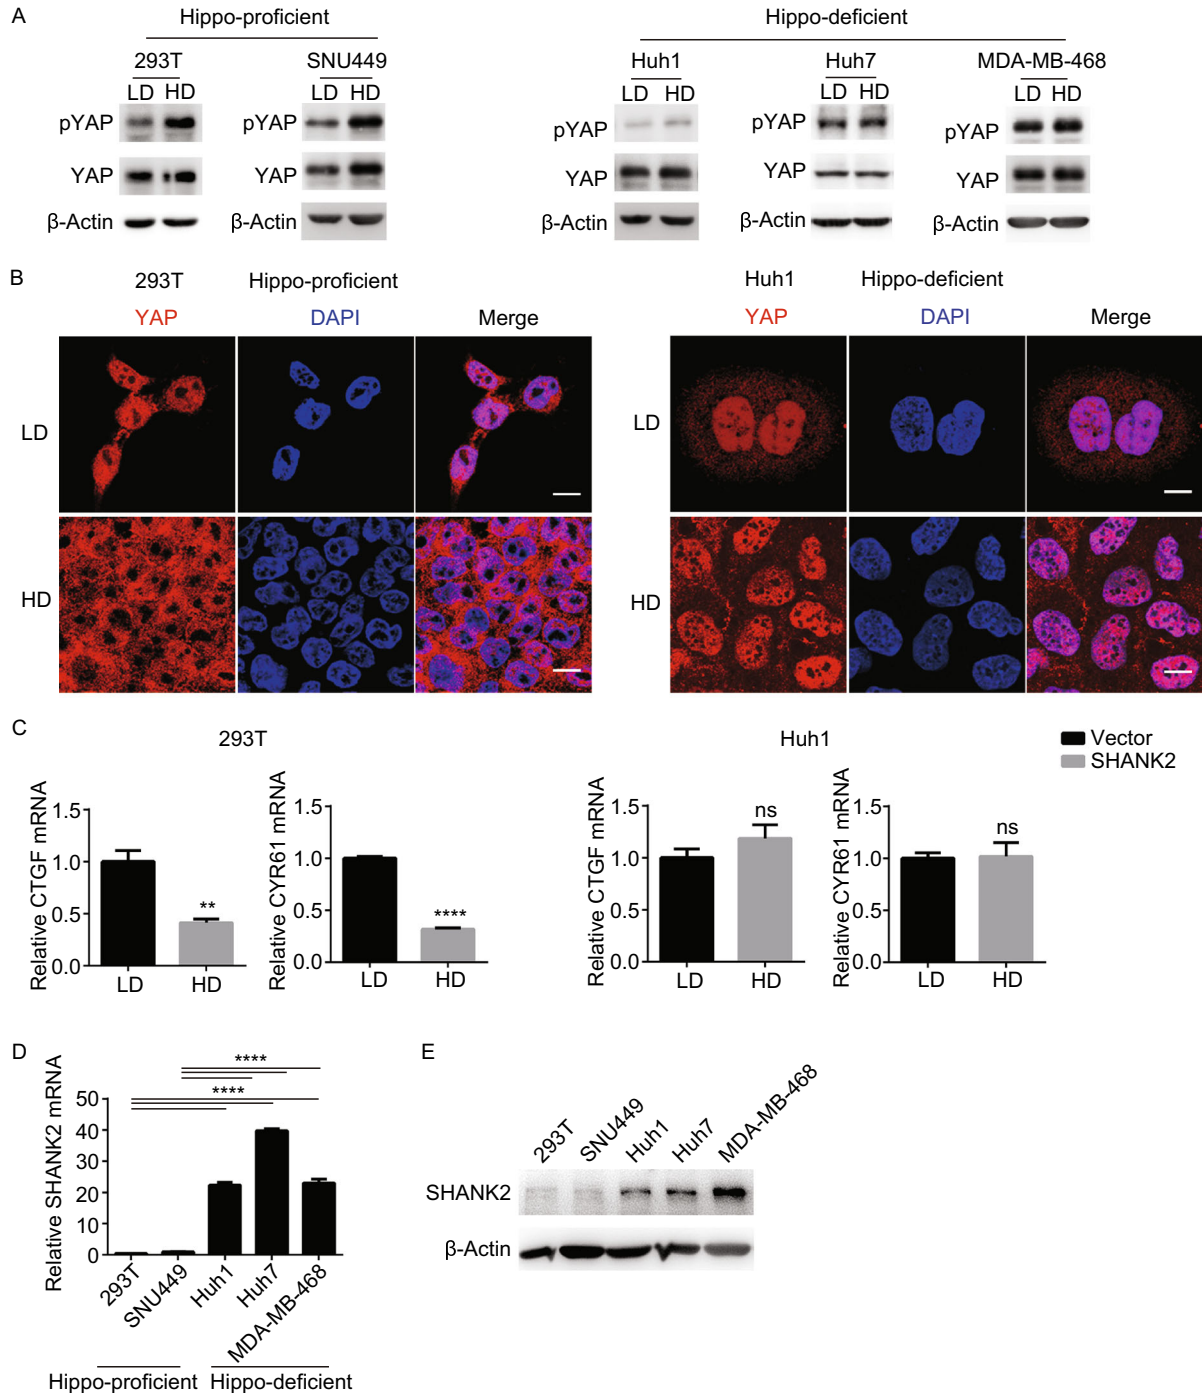 A
Hippo-proficient
Hippo-deficient
293T
SNU449
Huh1
Huh7
MDA-MB-468
LD HD
LD HD
LD HD
LD HD
LD HD
pYAP
pYAP
pYAP
pYAP
pYAP
YAP
YAP
YAP
YAP
YAP
β-Actin
β-Actin
β-Actin
β-Actin
β-Actin
B
293T
Hippo-proficient
Huh1
Hippo-deficient
YAP
DAPI
Merge
YAP
DAPI
Merge
LD
LD
HD
HD
C
293T
Huh1
Vector
SHANK2
Relative CTGF mRNA
1.5
1.0
0.5
0.0
**
LD
HD
Relative CYR61 mRNA
1.5
1.0
0.5
0.0
****
LD
HD
Relative CTGF mRNA
1.5
1.0
0.5
0.0
ns
LD
HD
Relative CYR61 mRNA
1.5
1.0
0.5
0.0
ns
LD
HD
D
Relative SHANK2 mRNA
50
40
30
20
10
0
****
****
293T
SNU449
Huh1
Huh7
MDA-MB-468
Hippo-proficient
Hippo-deficient
E
293T
SNU449
Huh1
Huh7
MDA-MB-468
SHANK2
β-Actin